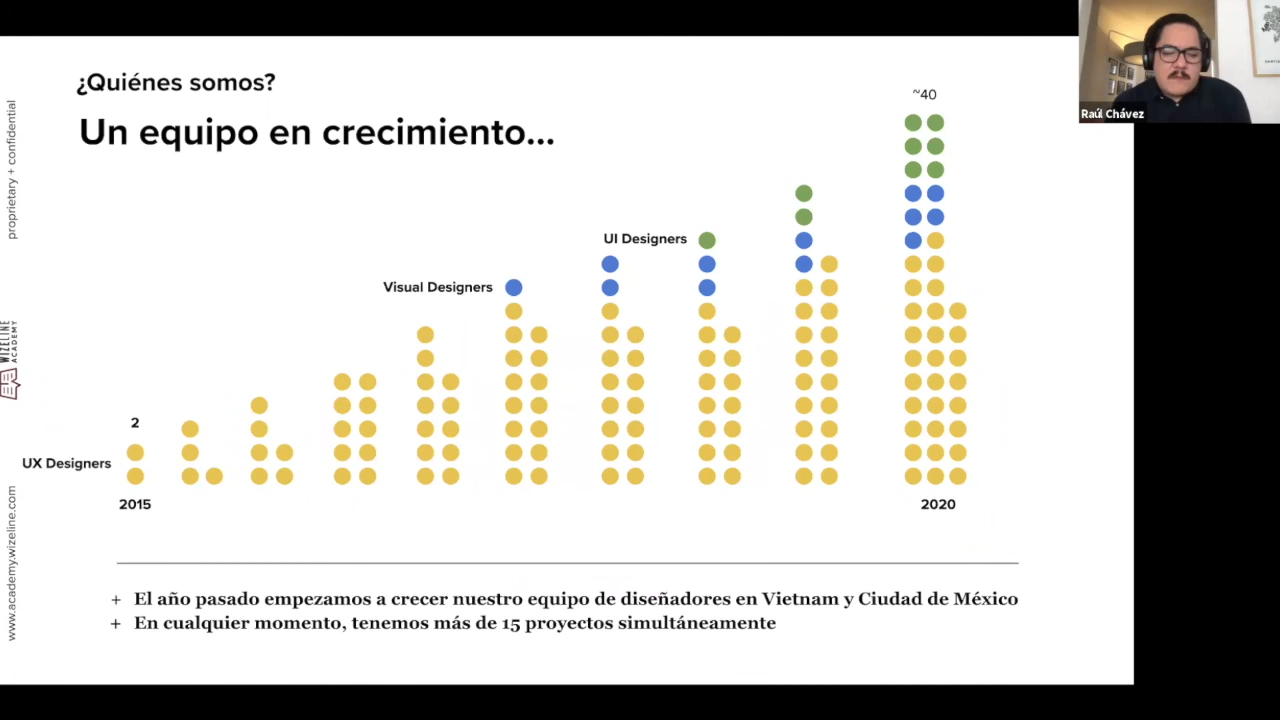 ¿Quiénes somos?
Un equipo en crecimiento...
~40
UI Designers
Visual Designers
2
UX Designers
2015
2020
+ El año pasado empezamos a crecer nuestro equipo de diseñadores en Vietnam y Ciudad de México
+ En cualquier momento, tenemos más de 15 proyectos simultáneamente
proprietary + confidential
WIZELINE
ACADEMY
www.academy.wizeline.com
Raúl Chávez